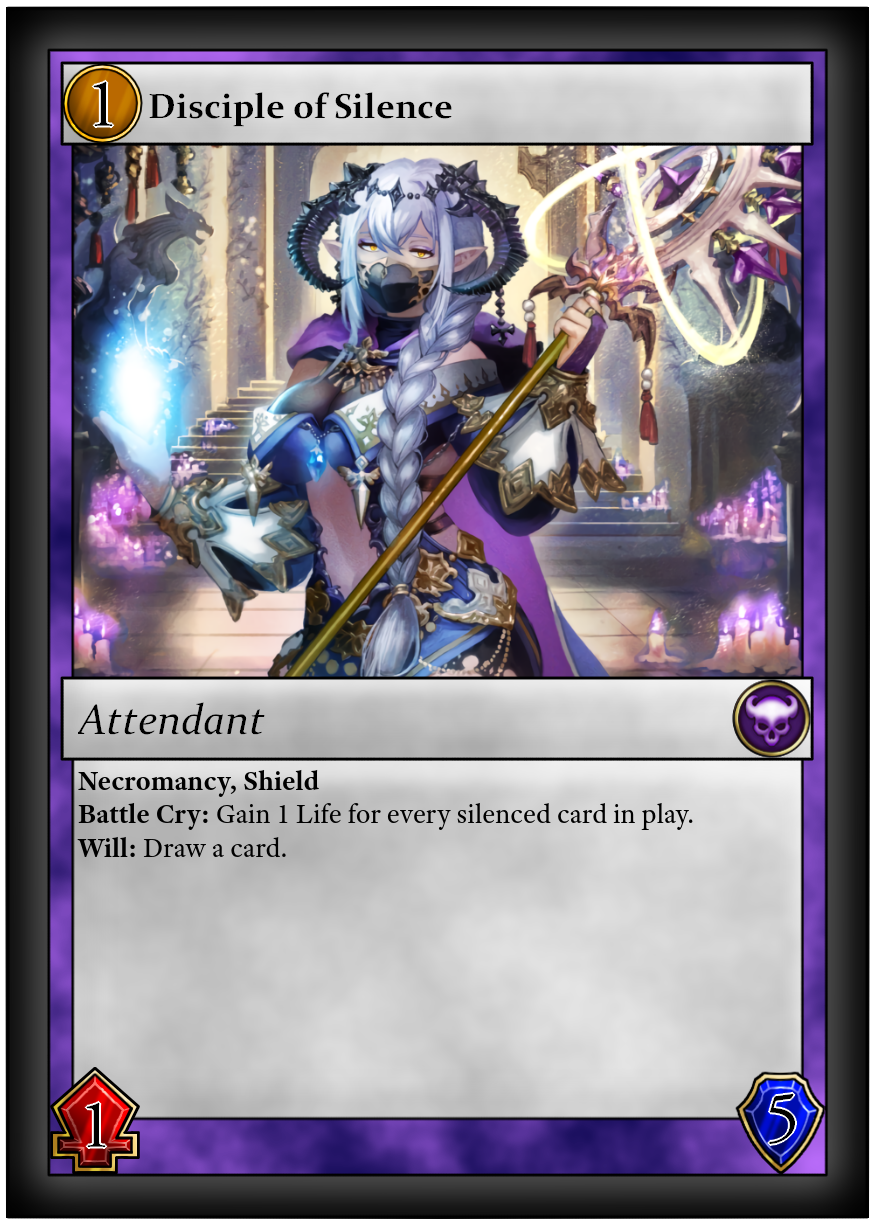 1
Disciple of Silence
Attendant
Necromancy, Shield
Battle Cry: Gain 1 Life for every silenced card in play.
Will: Draw a card.
1
5